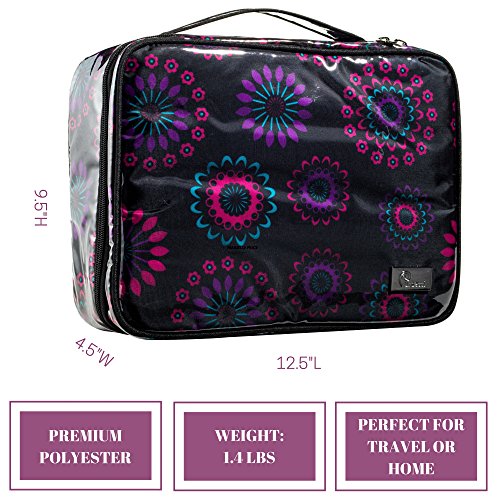 9.5"H
4.5"W
12.5"L
PREMIUM
POLYESTER
WEIGHT:
1.4 LBS
PERFECT FOR
TRAVEL OR
HOME